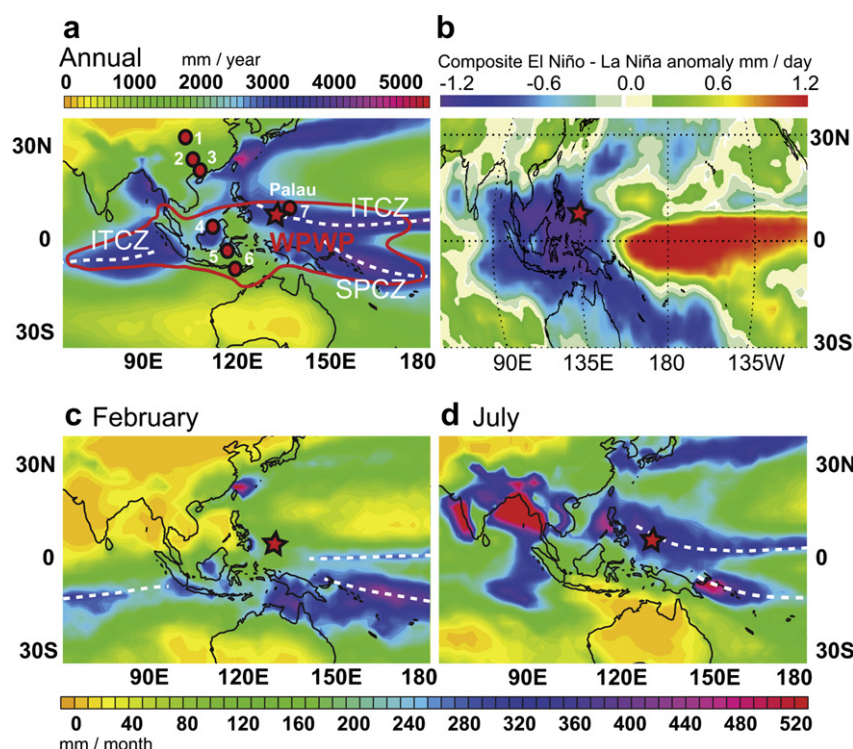 a
Annual
mm / year
0 1000 2000 3000 4000 5000
b
Composite El Niño - La Niña anomaly mm / day
-1.2 -0.6 0.0 0.6 1.2
30N
0
30S
1
2
3
4
5
6
7
Palau
ITCZ
ITCZ
WPWP
SPCZ
90E 120E 150E 180
30N
0
30S
90E 135E 180 135W
c February
30N
0
30S
90E 120E 150E 180
d July
30N
0
30S
90E 120E 150E 180
0 40 80 120 160 200 240 280 320 360 400 440 480 520
mm / month